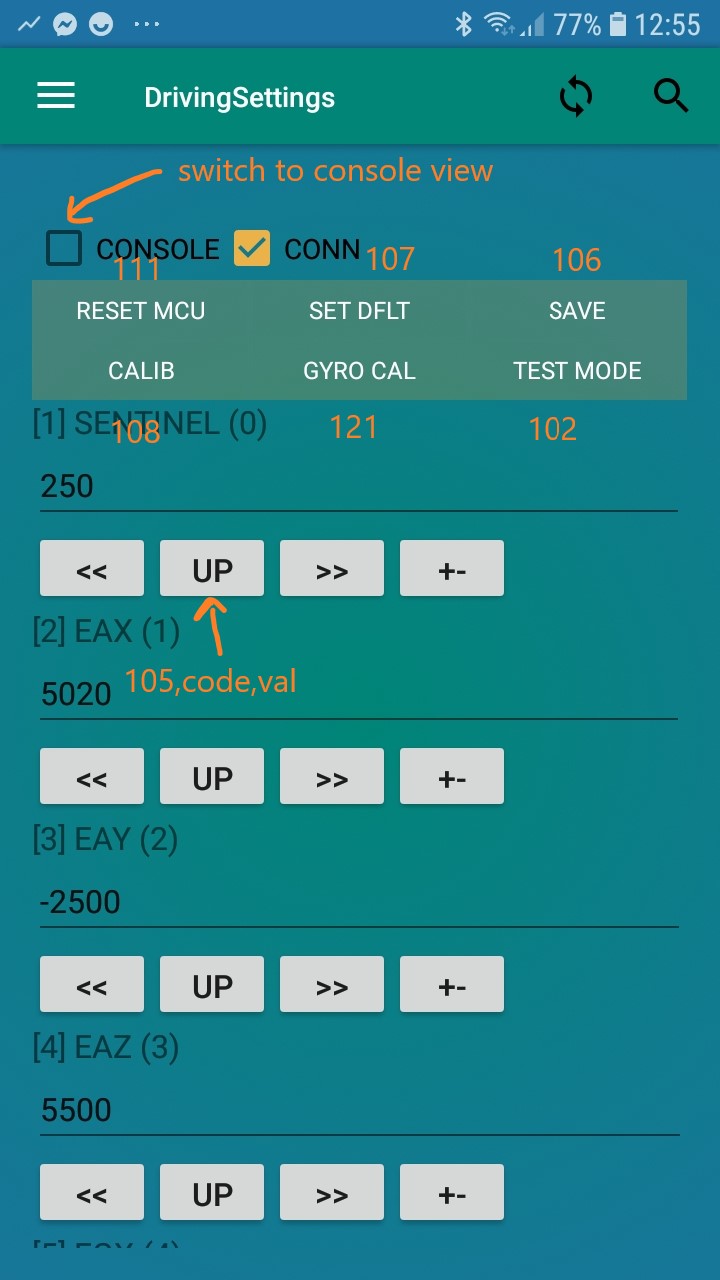 77% 12:55
DrivingSettings
switch to console view
CONSOLE CONN 107 106
111
RESET MCU SET DFLT SAVE
CALIB GYRO CAL TEST MODE
[1] SENTINEL (0)
108 121 102
250
<< UP >> +-
[2] EAX (1)
5020 105,code,val
<< UP >> +-
[3] EAY (2)
-2500
<< UP >> +-
[4] EAZ (3)
5500
<< UP >> +-